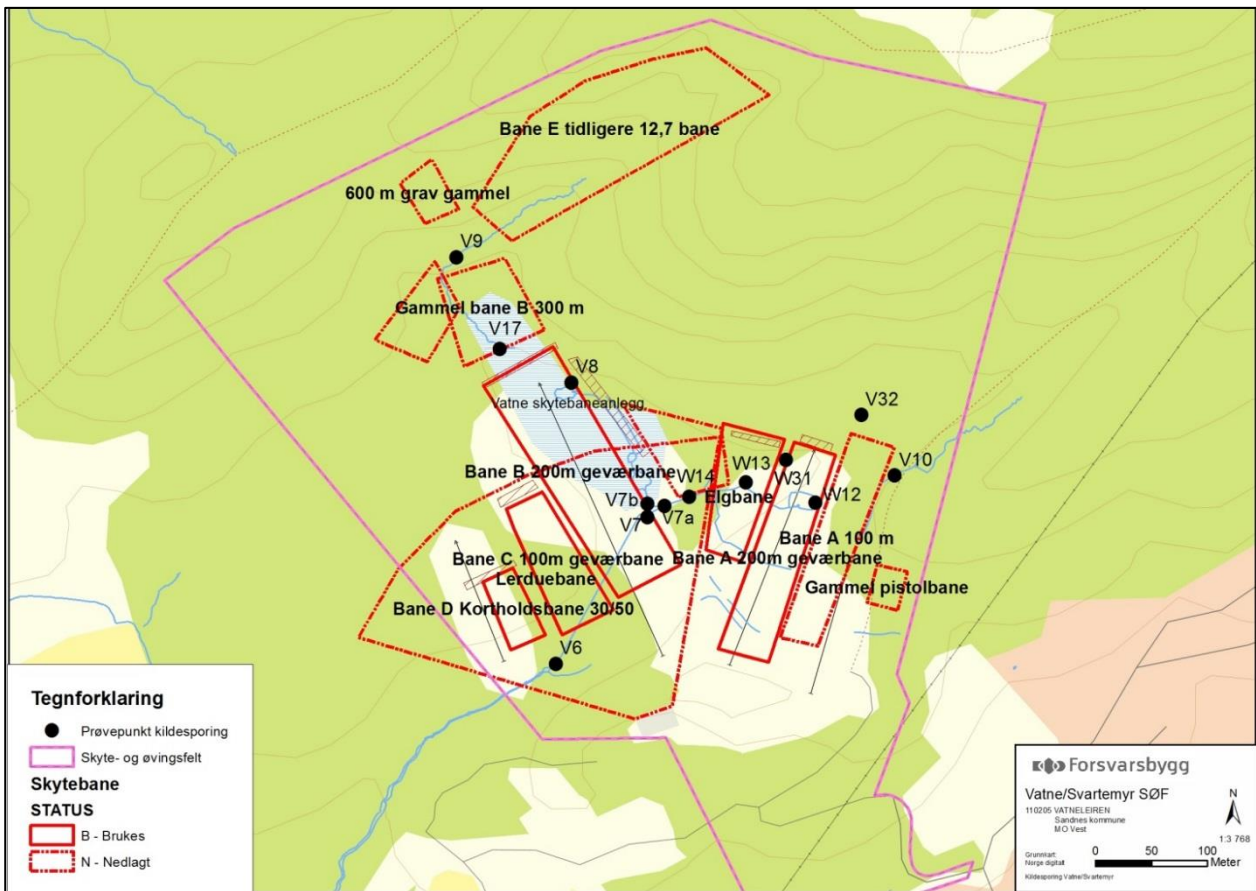 Bane E tidligere 12,7 bane
600 m grav gammel
V9
Gammel bane B 300 m
V17
V8
Vatne skytebaneanlegg
V32
Bane B 200m geværbane
W14
W13
W31
V10
Elgbane
W12
V7b
V7a
V7
Bane A 100 m
Bane C 100m geværbane
Bane A 200m geværbane
Lerduebane
Gammel pistolbane
Bane D Kortholdsbane 30/50
V6
Tegnforklaring
Prøvepunkt kildesporing
Skyte- og øvingsfelt
Skytebane
STATUS
B - Brukes
N - Nedlagt
Forsvarsbygg
Vatne/Svartemyr SØF
110205 VATNELEIREN
Sandnes kommune
MO Vest
N
1:3 768
Grunnkart:
Norge digitalt
0 50 100
Meter
Kildesporing Vatne/Svartemyr